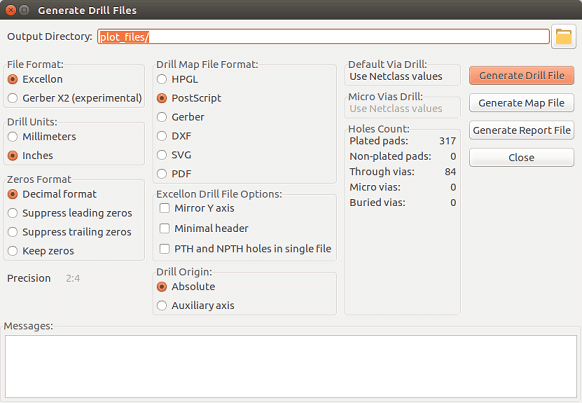 Generate Drill Files
Output Directory: plot_files/
File Format:
Excellon
Gerber X2 (experimental)
Drill Units:
Millimeters
Inches
Zeros Format
Decimal format
Suppress leading zeros
Suppress trailing zeros
Keep zeros
Precision 2:4
Drill Map File Format:
HPGL
PostScript
Gerber
DXF
SVG
PDF
Excellon Drill File Options:
Mirror Y axis
Minimal header
PTH and NPTH holes in single file
Drill Origin:
Absolute
Auxiliary axis
Default Via Drill:
Use Netclass values
Micro Vias Drill:
Use Netclass values
Holes Count:
Plated pads: 317
Non-plated pads: 0
Through vias: 84
Micro vias: 0
Buried vias: 0
Generate Drill File
Generate Map File
Generate Report File
Close
Messages: